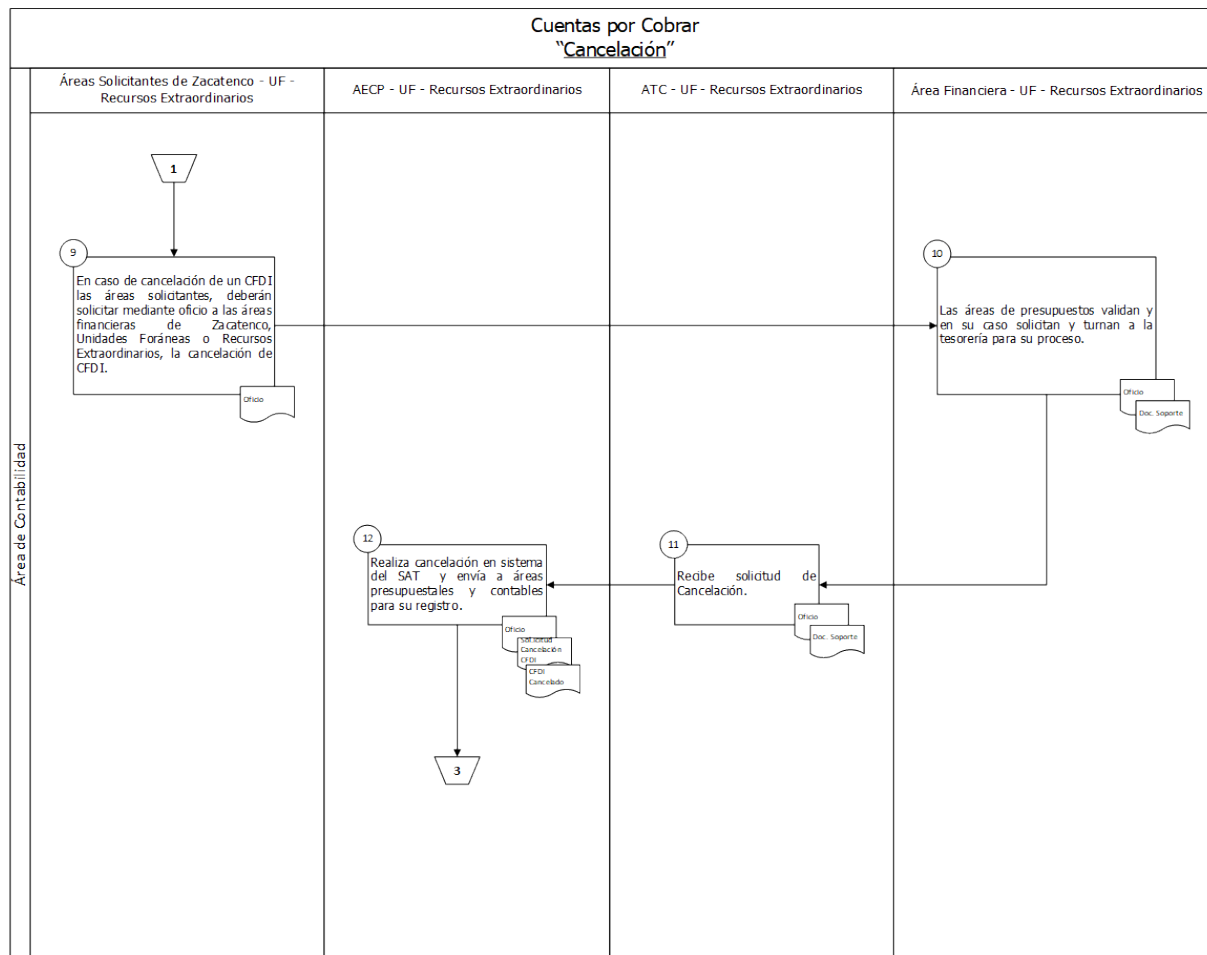 Cuentas por Cobrar
“Cancelación”
Áreas Solicitantes de Zacatenco - UF -
Recursos Extraordinarios
AECP - UF - Recursos Extraordinarios
ATC - UF - Recursos Extraordinarios
Área Financiera - UF - Recursos Extraordinarios
Área de Contabilidad
1
9
En caso de cancelación de un CFDI
las áreas solicitantes, deberán
solicitar mediante oficio a las áreas
financieras de Zacatenco,
Unidades Foráneas o Recursos
Extraordinarios, la cancelación de
CFDI.
Oficio
10
Las áreas de presupuestos validan y
en su caso solicitan y turnan a la
tesorería para su proceso.
Oficio
Doc. Soporte
12
Realiza cancelación en sistema
del SAT y envía a áreas
presupuestales y contables
para su registro.
Oficio
Solicitud
Cancelación
CFDI
CFDI
Cancelado
11
Recibe solicitud de
Cancelación.
Oficio
Doc. Soporte
3